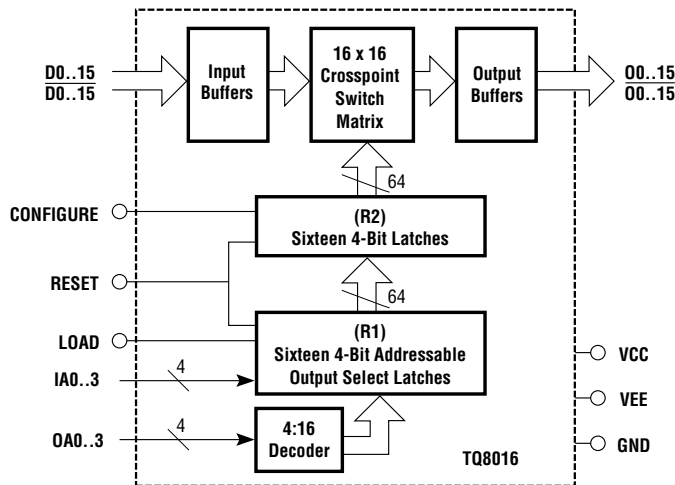 D0..15
D0..15
Input
Buffers
16 x 16
Crosspoint
Switch
Matrix
Output
Buffers
O0..15
O0..15
64
CONFIGURE
(R2)
Sixteen 4-Bit Latches
RESET
64
LOAD
(R1)
Sixteen 4-Bit Addressable
Output Select Latches
IA0..3
4
VCC
VEE
OA0..3
4
4:16
Decoder
TQ8016
GND